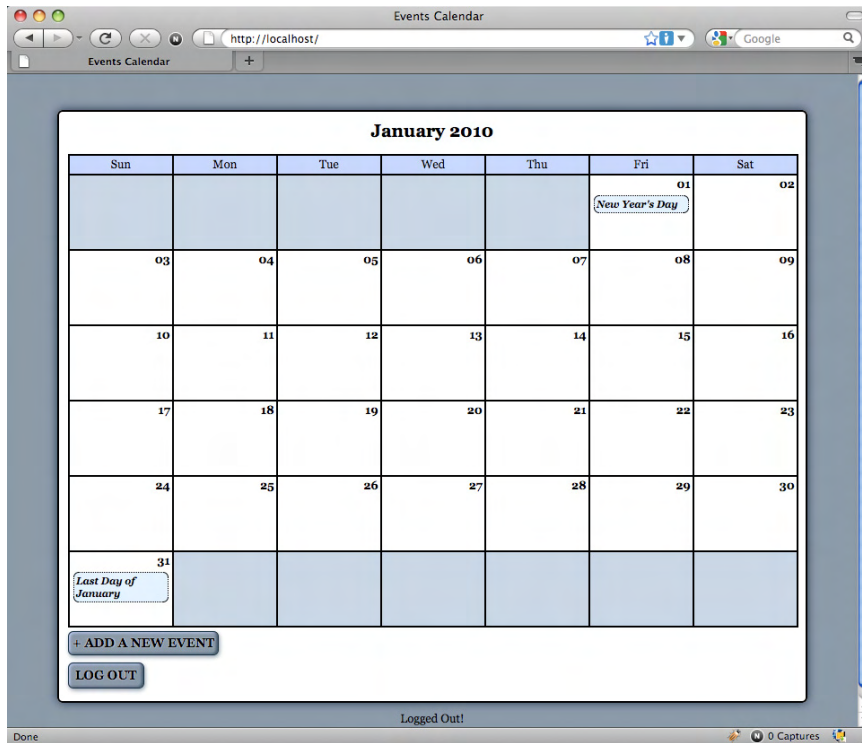 Events Calendar
http://localhost/
Google
Events Calendar
+
January 2010
Sun Mon Tue Wed Thu Fri Sat
01 02
New Year's Day
03 04 05 06 07 08 09
10 11 12 13 14 15 16
17 18 19 20 21 22 23
24 25 26 27 28 29 30
31
Last Day of
January
+ ADD A NEW EVENT
LOG OUT
Logged Out!
Done N 0 Captures